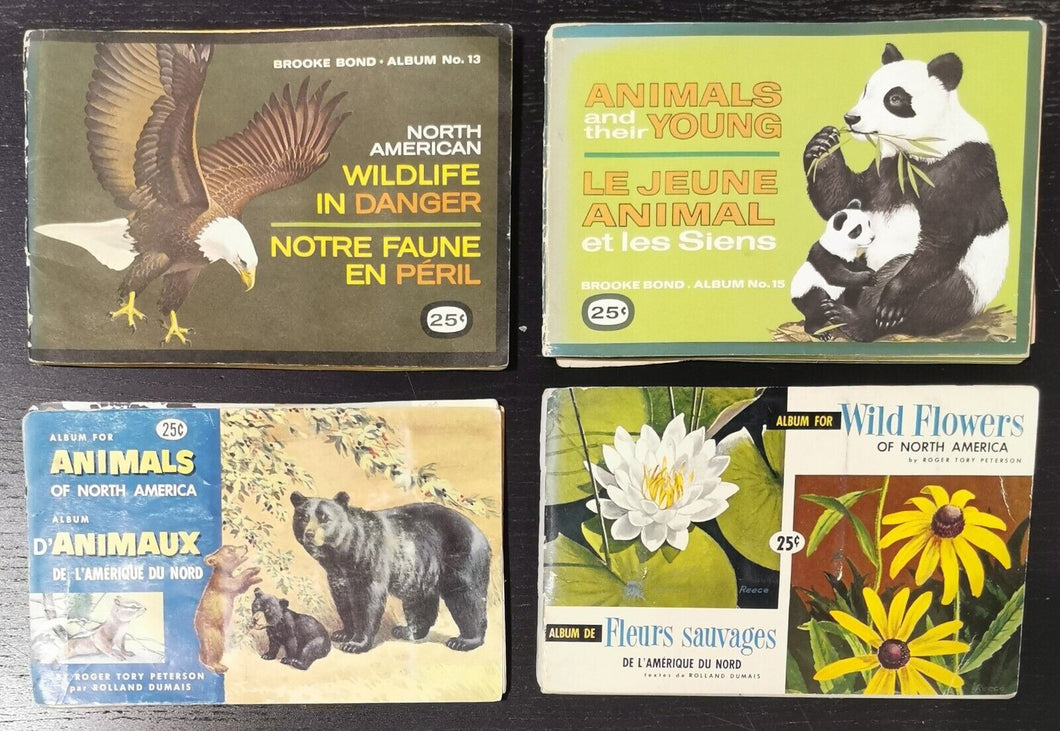 BROOKE BOND • ALBUM No. 13
NORTH
AMERICAN
WILDLIFE
IN DANGER
NOTRE FAUNE
EN PÉRIL
25¢
ANIMALS
and
their YOUNG
LE JEUNE
ANIMAL
et les Siens
BROOKE BOND . ALBUM No. 15
25¢
ALBUM FOR
25¢
ANIMALS
OF NORTH AMERICA
ALBUM
D'ANIMAUX
DE L'AMÉRIQUE DU NORD
BY ROGER TORY PETERSON
par ROLLAND DUMAIS
ALBUM FOR Wild Flowers
OF NORTH AMERICA
by ROGER TORY PETERSON
25¢
Reece
ALBUM DE Fleurs sauvages
DE L'AMÉRIQUE DU NORD
textes de ROLLAND DUMAIS
Reece